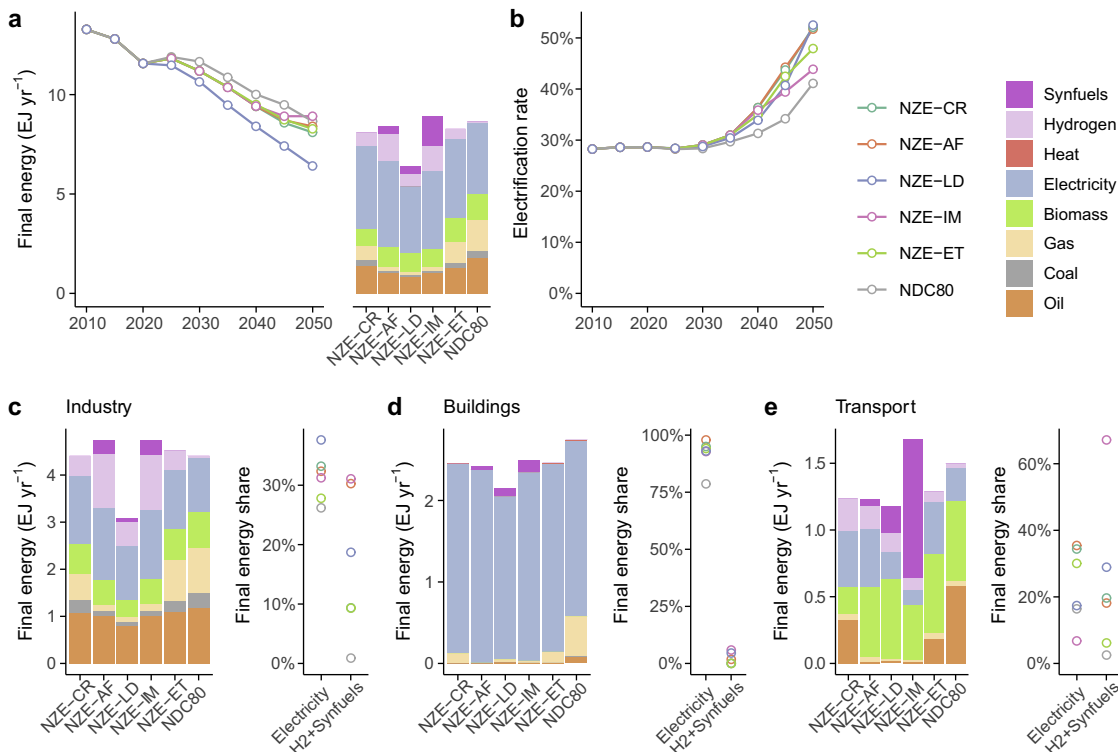 a
Final energy (EJ yr−1)
10
5
0
2010
2020
2030
2040
2050
NZE−CR
NZE−AF
NZE−LD
NZE−IM
NZE−ET
NDC80
b
Electrification rate
50%
40%
30%
20%
10%
0%
2010
2020
2030
2040
2050
NZE−CR
NZE−AF
NZE−LD
NZE−IM
NZE−ET
NDC80
Synfuels
Hydrogen
Heat
Electricity
Biomass
Gas
Coal
Oil
c Industry
Final energy (EJ yr−1)
4
3
2
1
0
NZE−CR
NZE−AF
NZE−LD
NZE−IM
NZE−ET
NDC80
Final energy share
30%
20%
10%
0%
Electricity
H2+Synfuels
d Buildings
Final energy (EJ yr−1)
2
1
0
NZE−CR
NZE−AF
NZE−LD
NZE−IM
NZE−ET
NDC80
Final energy share
100%
75%
50%
25%
0%
Electricity
H2+Synfuels
e Transport
Final energy (EJ yr−1)
1.5
1.0
0.5
0.0
NZE−CR
NZE−AF
NZE−LD
NZE−IM
NZE−ET
NDC80
Final energy share
60%
40%
20%
0%
Electricity
H2+Synfuels